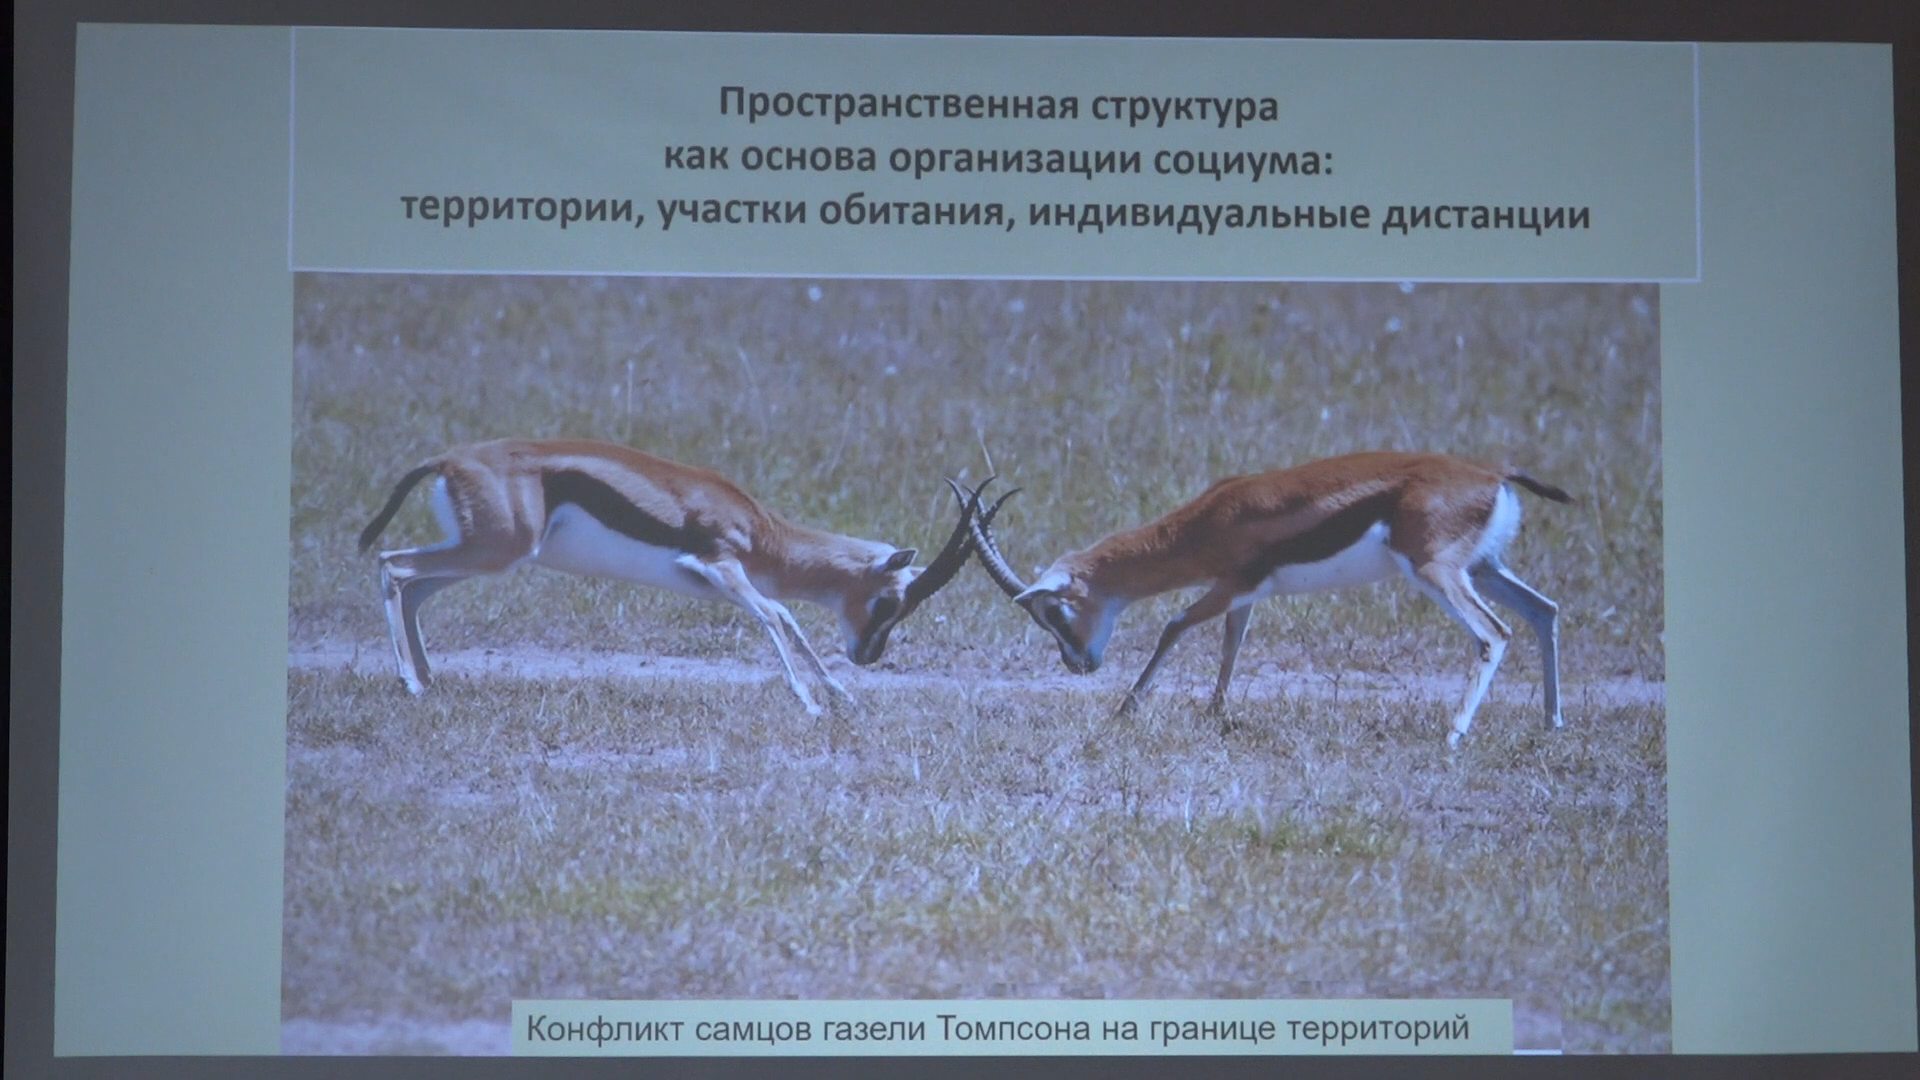 Пространственная структура
как основа организации социума:
территории, участки обитания, индивидуальные дистанции
Конфликт самцов газели Томпсона на границе территорий